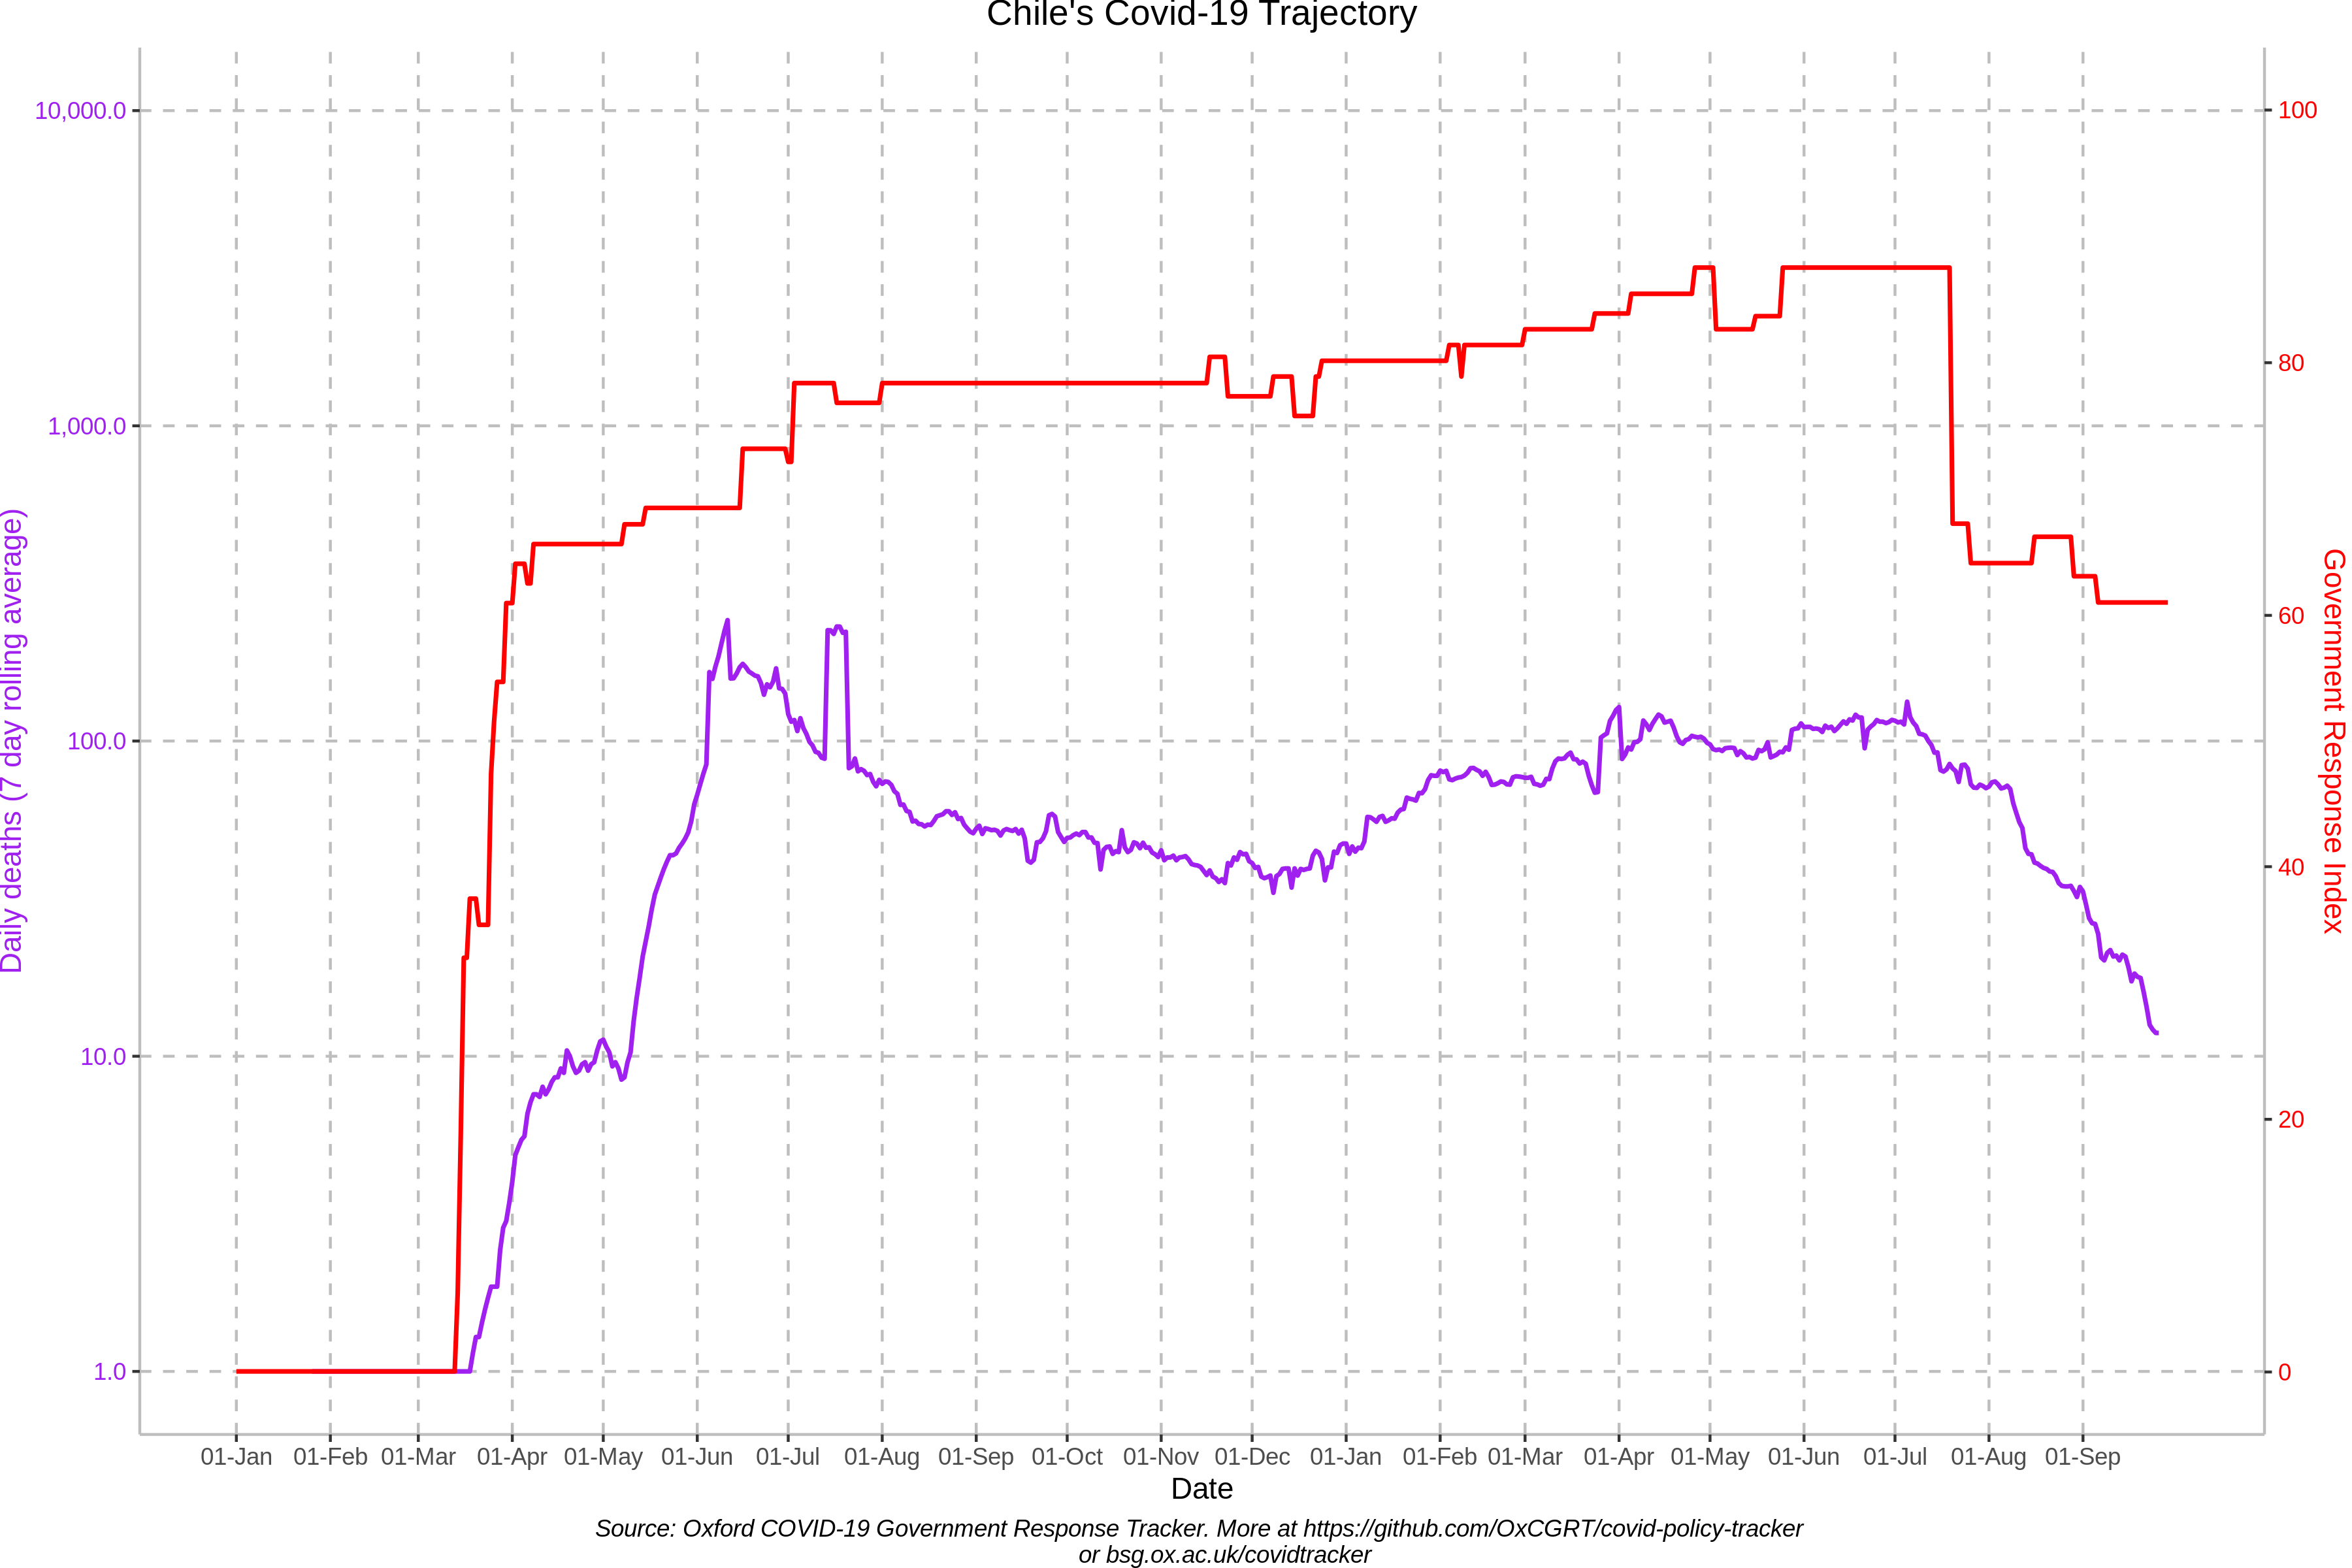 Chile's Covid-19 Trajectory
10,000.0
1,000.0
100.0
10.0
1.0
Daily deaths (7 day rolling average)
100
80
60
40
20
0
Government Response Index
01-Jan 01-Feb 01-Mar 01-Apr 01-May 01-Jun 01-Jul 01-Aug 01-Sep 01-Oct 01-Nov 01-Dec 01-Jan 01-Feb 01-Mar 01-Apr 01-May 01-Jun 01-Jul 01-Aug 01-Sep
Date
Source: Oxford COVID-19 Government Response Tracker. More at https://github.com/OxCGRT/covid-policy-tracker
or bsg.ox.ac.uk/covidtracker